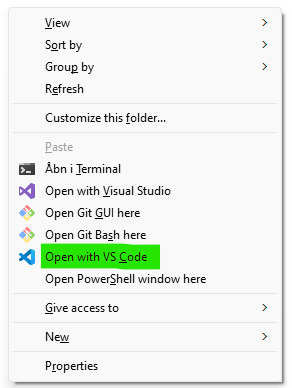 View
Sort by
Group by
Refresh
Customize this folder...
Paste
Åbn i Terminal
Open with Visual Studio
Open Git GUI here
Open Git Bash here
Open with VS Code
Open PowerShell window here
Give access to
New
Properties